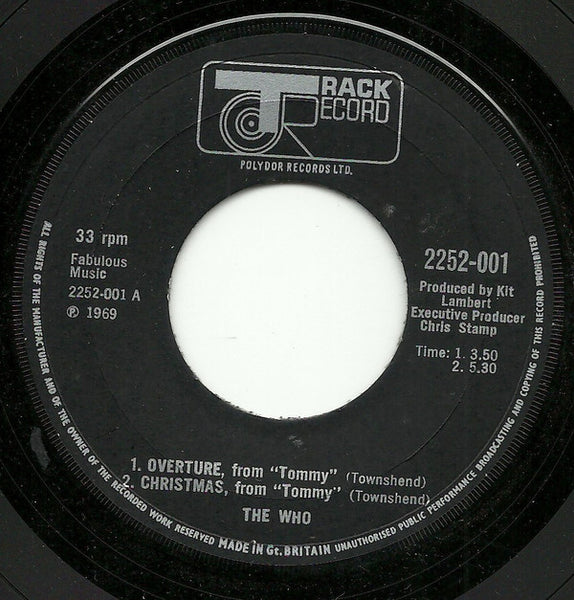 TRACK
RECORD
POLYDOR RECORDS LTD.
33 rpm
Fabulous
Music
2252-001 A
℗ 1969
2252-001
Produced by Kit
Lambert
Executive Producer
Chris Stamp
Time: 1. 3.50
2. 5.30
1. OVERTURE, from "Tommy" (Townshend)
2. CHRISTMAS, from "Tommy" (Townshend)
THE WHO
ALL RIGHTS OF THE MANUFACTURER AND OF THE OWNER OF THE RECORDED WORK RESERVED MADE IN Gt. BRITAIN UNAUTHORISED PUBLIC PERFORMANCE BROADCASTING AND COPYING OF THIS RECORD PROHIBITED